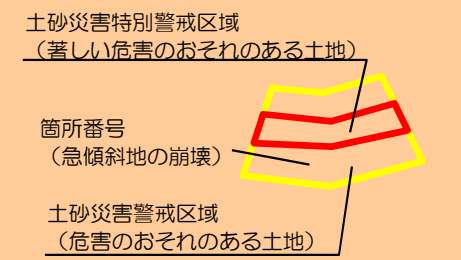 土砂災害特別警戒区域
（著しい危害のおそれのある土地）
箇所番号
（急傾斜地の崩壊）
土砂災害警戒区域
（危害のおそれのある土地）